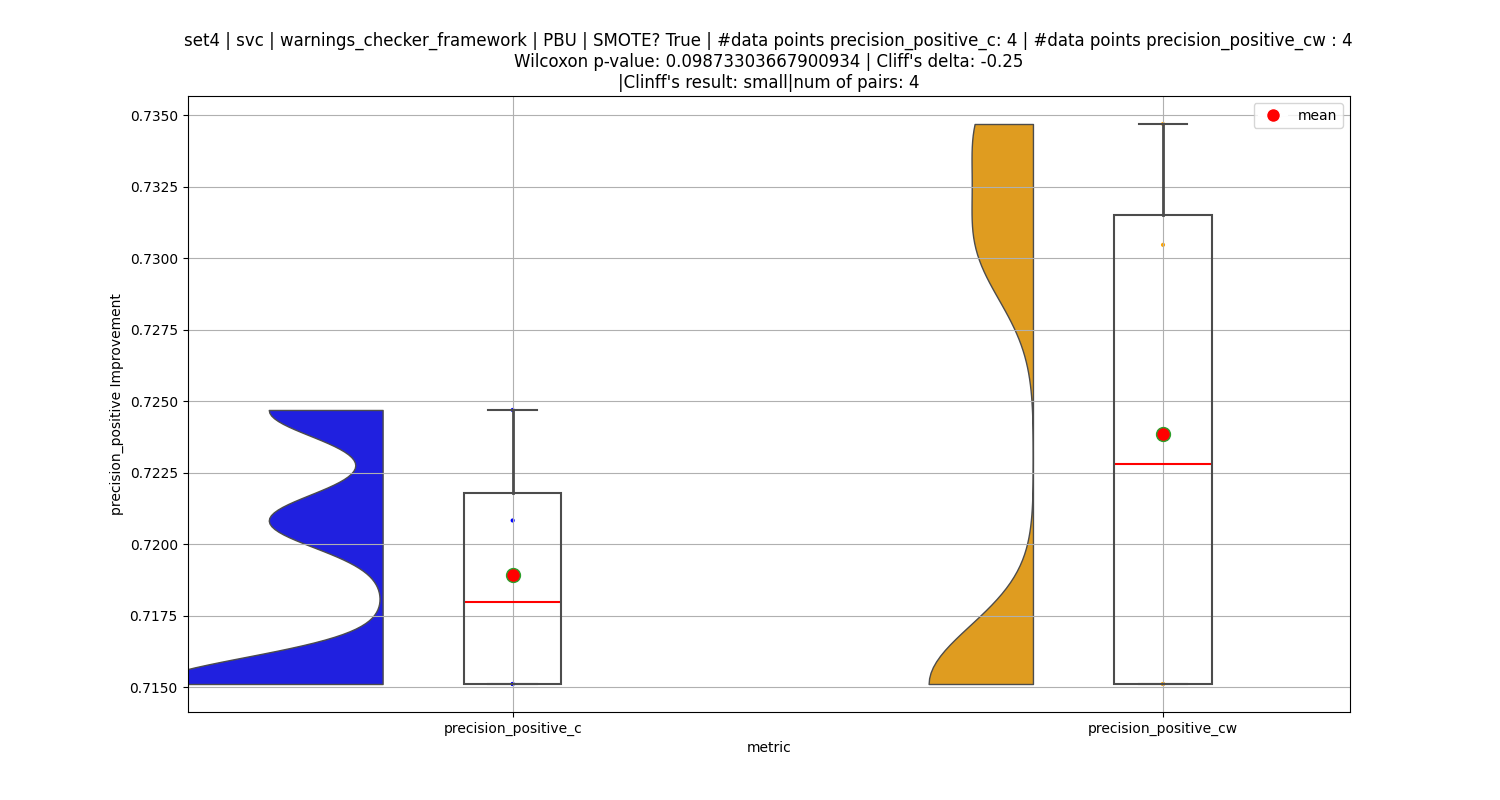 set4 | svc | warnings_checker_framework | PBU | SMOTE? True | #data points precision_positive_c: 4 | #data points precision_positive_cw : 4
Wilcoxon p-value: 0.09873303667900934 | Cliff's delta: -0.25
|Clinff's result: small|num of pairs: 4
mean
0.7350
0.7325
0.7300
0.7275
0.7250
0.7225
0.7200
0.7175
0.7150
precision_positive Improvement
precision_positive_c
precision_positive_cw
metric